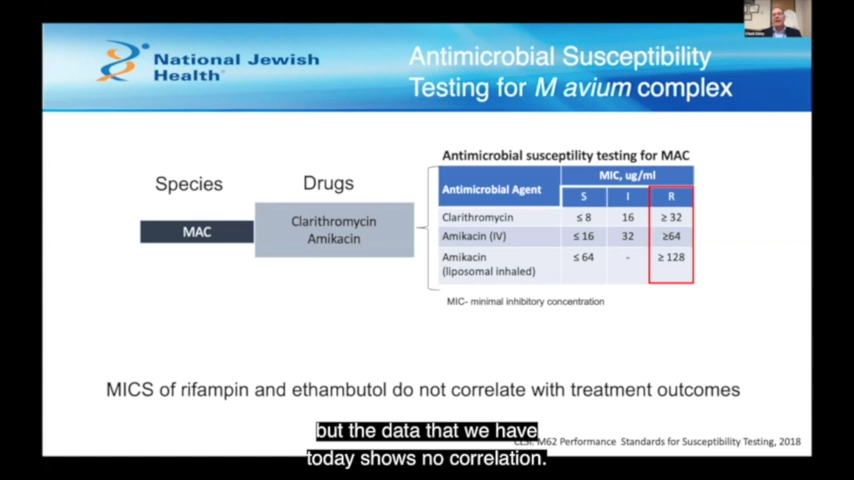 National Jewish
Health®
Antimicrobial Susceptibility
Testing for M avium complex
Species
Drugs
MAC
Clarithromycin
Amikacin
Antimicrobial susceptility testing for MAC
Antimicrobial Agent
MIC, ug/ml
S I R
Clarithromycin ≤ 8 16 ≥ 32
Amikacin (IV) ≤ 16 32 ≥64
Amikacin
(liposomal inhaled) ≤ 64 - ≥ 128
MIC- minimal inhibitory concentration
MICS of rifampin and ethambutol do not correlate with treatment outcomes
but the data that we have
today shows no correlation.
CLSI. M62 Performance Standards for Susceptibility Testing, 2018